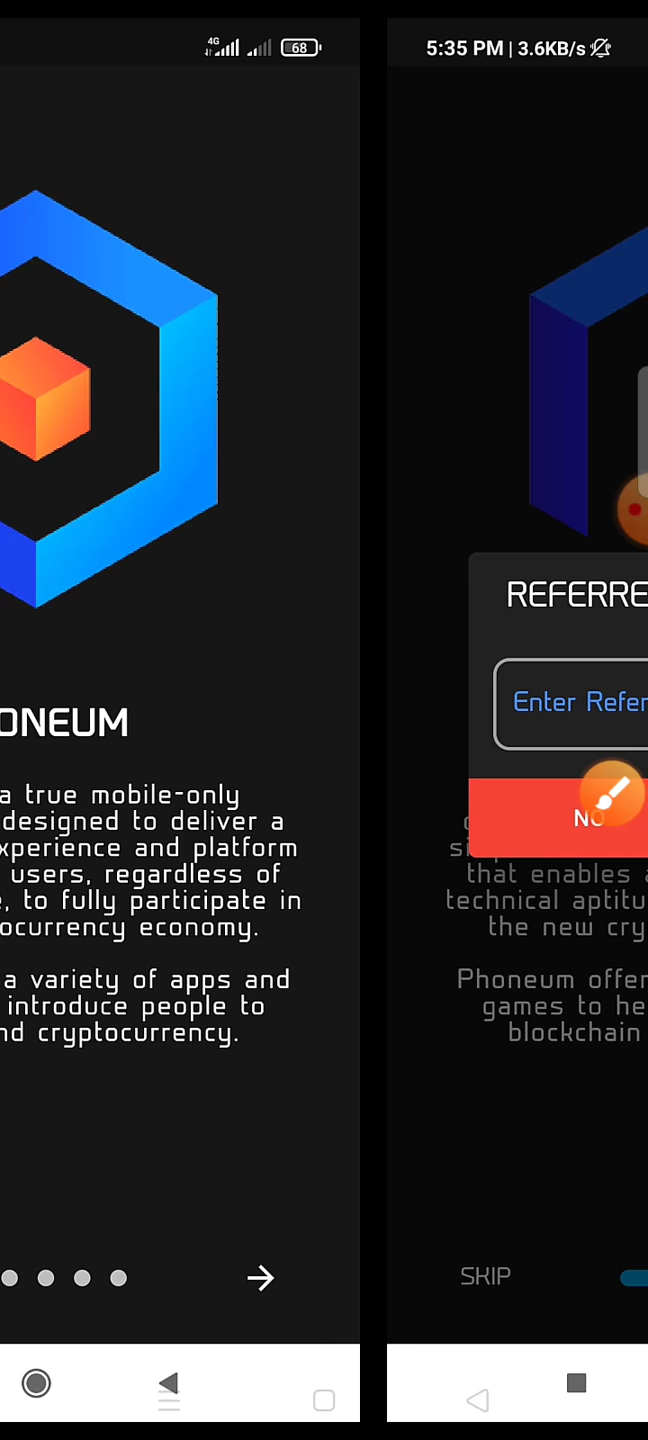 4G
68
ONEUM
a true mobile-only
designed to deliver a
xperience and platform
users, regardless of
e, to fully participate in
ocurrency economy.
a variety of apps and
introduce people to
nd cryptocurrency.
5:35 PM | 3.6KB/s
REFERRE
Enter Refer
NO
that enables a
technical aptitu
the new cry
Phoneum offer
games to he
blockchain
SKIP